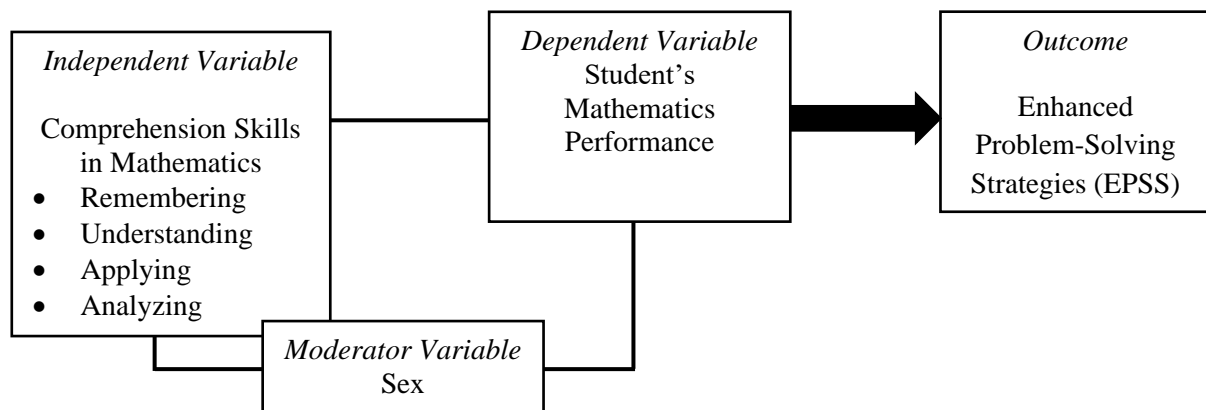 Independent Variable
Comprehension Skills
in Mathematics
• Remembering
• Understanding
• Applying
• Analyzing
Moderator Variable
Sex
Dependent Variable
Student’s
Mathematics
Performance
Outcome
Enhanced
Problem-Solving
Strategies (EPSS)